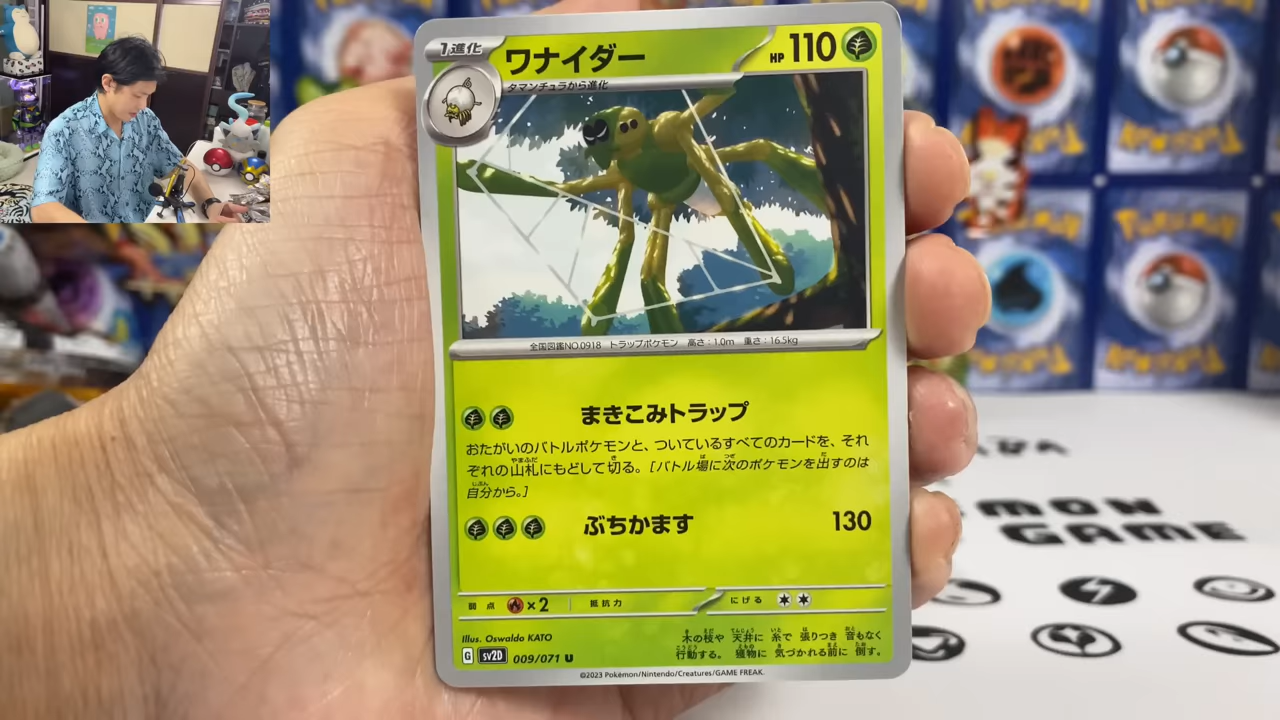 1進化
ワナイダー
HP 110
タマンチュラから進化
全国図鑑NO.0918 トラップポケモン 高さ:1.0m 重さ:16.5kg
まきこみトラップ
おたがいのバトルポケモンと、ついているすべてのカードを、それ
ぞれの山札にもどして切る。[バトル場に次のポケモンを出すのは
自分から。]
ぶちかます 130
弱点 ×2 抵抗力 にげる
Illus. Oswaldo KATO
木の枝や 天井に 糸で 張りつき 音もなく
行動する。 獲物に 気づかれる前に 倒す。
G SV2D 009/071 U
©2023 Pokémon/Nintendo/Creatures/GAME FREAK.
MON
GAME